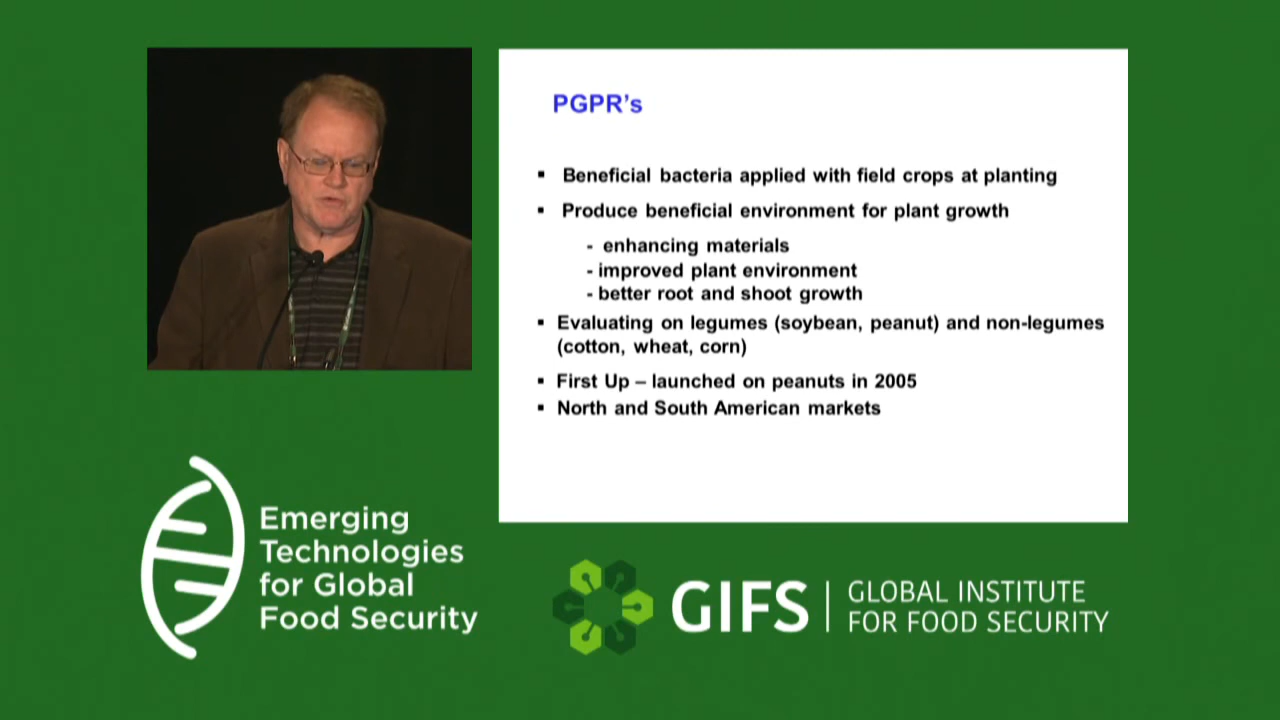 PGPR's
▪ Beneficial bacteria applied with field crops at planting
▪ Produce beneficial environment for plant growth
- enhancing materials
- improved plant environment
- better root and shoot growth
▪ Evaluating on legumes (soybean, peanut) and non-legumes
(cotton, wheat, corn)
▪ First Up – launched on peanuts in 2005
▪ North and South American markets
Emerging
Technologies
for Global
Food Security
GIFS
GLOBAL INSTITUTE
FOR FOOD SECURITY